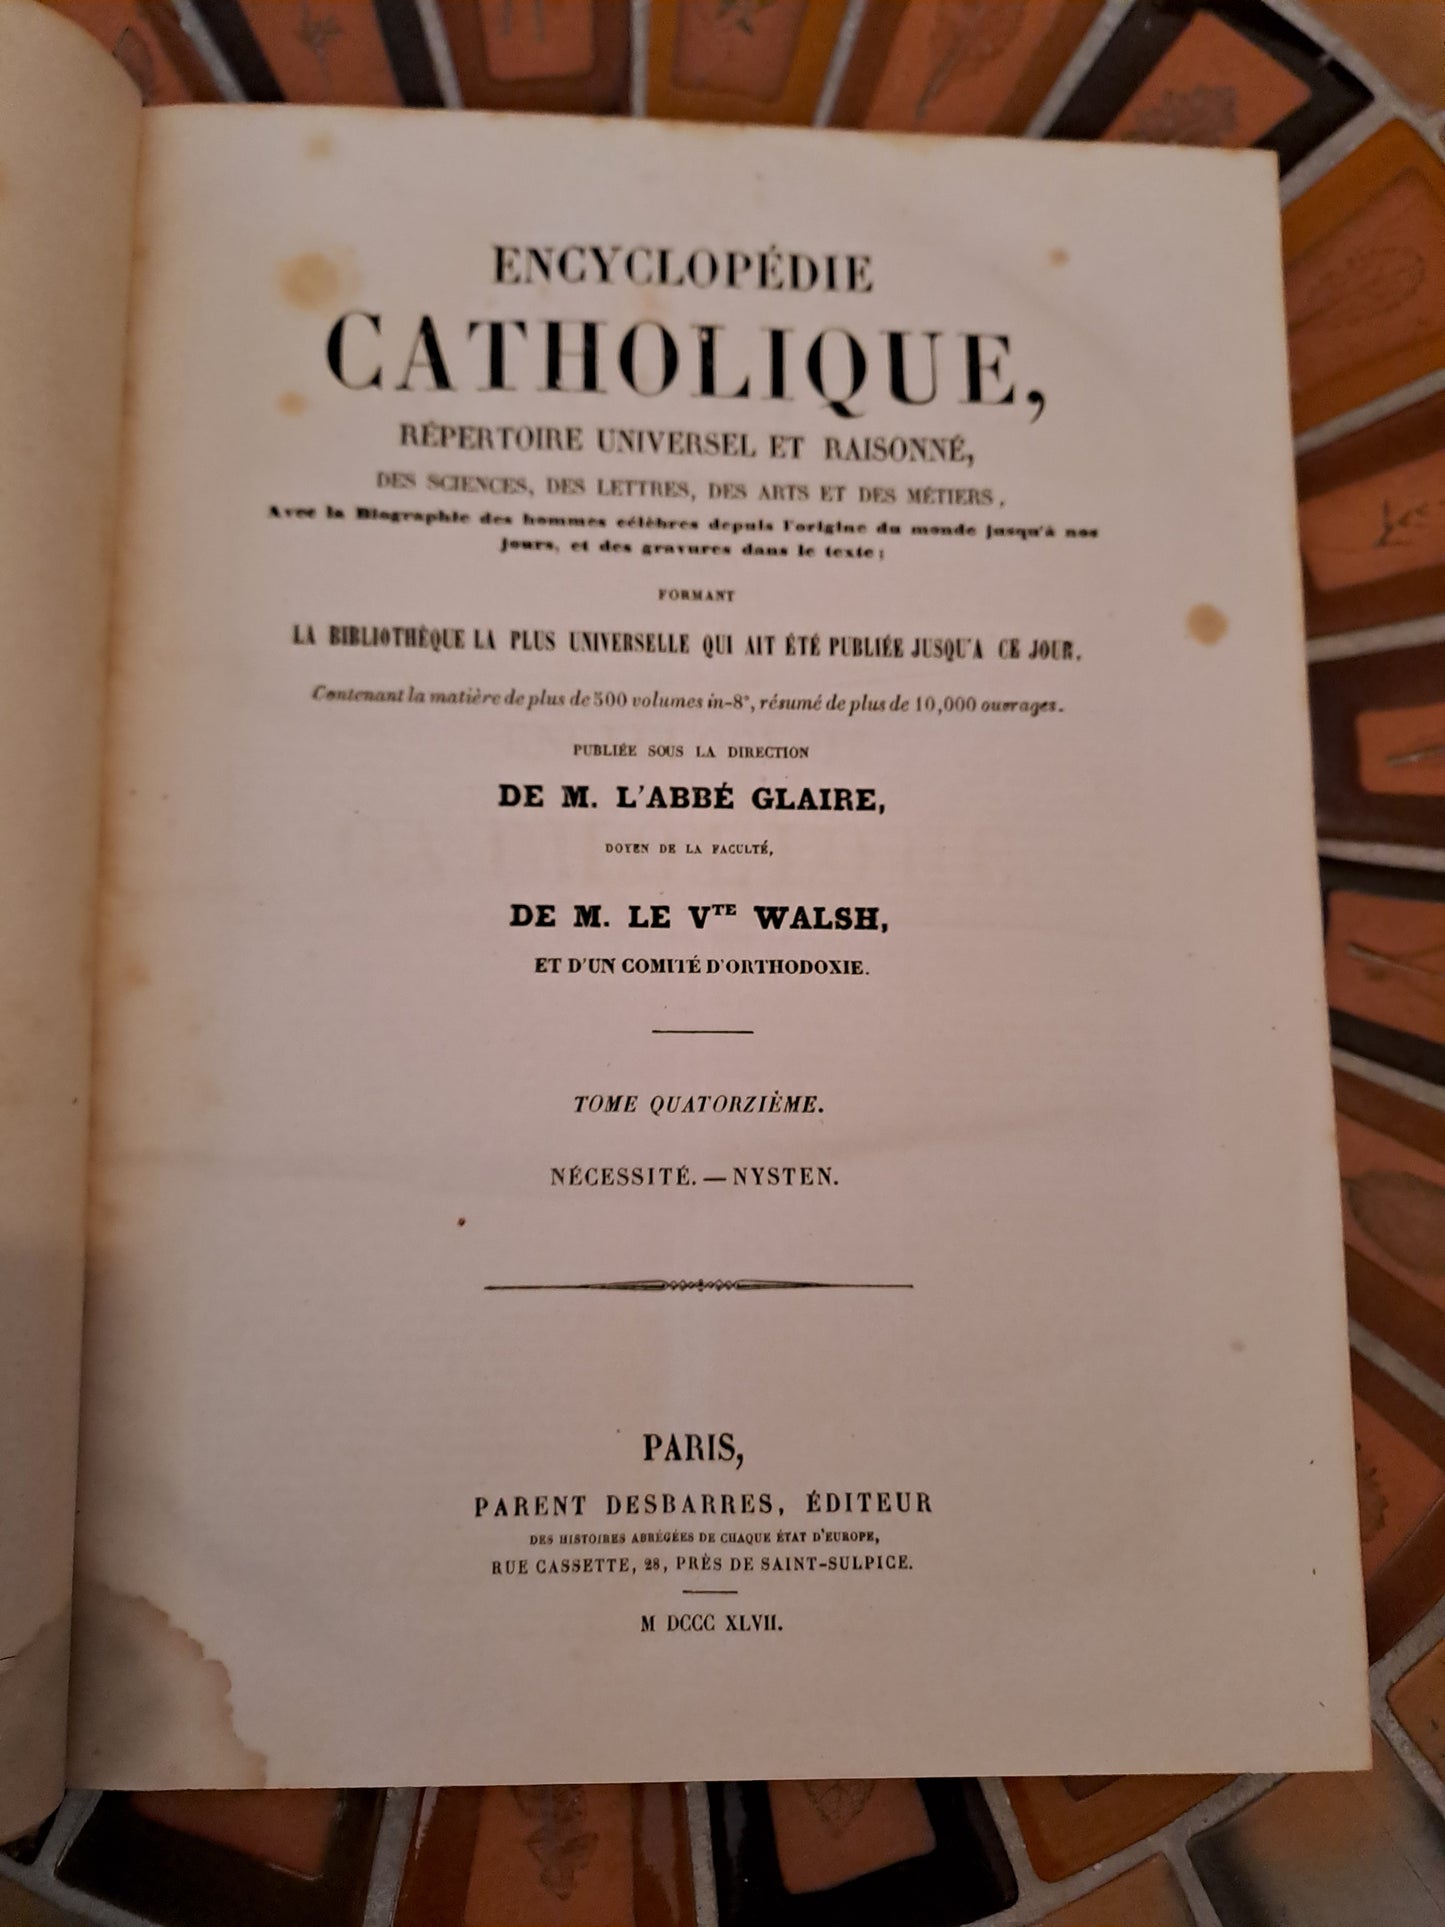 ENCYCLOPÉDIE
CATHOLIQUE,
RÉPERTOIRE UNIVERSEL ET RAISONNÉ,
DES SCIENCES, DES LETTRES, DES ARTS ET DES MÉTIERS,
Avec la Biographie des hommes célèbres depuis l'origine du monde jusqu'à nos
jours, et des gravures dans le texte;
FORMANT
LA BIBLIOTHÈQUE LA PLUS UNIVERSELLE QUI AIT ÉTÉ PUBLIÉE JUSQU'A CE JOUR.
Contenant la matière de plus de 500 volumes in-8°, résumé de plus de 10,000 ouvrages.
PUBLIÉE SOUS LA DIRECTION
DE M. L'ABBÉ GLAIRE,
DOYEN DE LA FACULTÉ,
DE M. LE VTE WALSH,
ET D'UN COMITÉ D'ORTHODOXIE.
TOME QUATORZIÈME.
NÉCESSITÉ. — NYSTEN.
PARIS,
PARENT DESBARRES, ÉDITEUR
DES HISTOIRES ABRÉGÉES DE CHAQUE ÉTAT D'EUROPE,
RUE CASSETTE, 28, PRÈS DE SAINT-SULPICE.
M DCCC XLVII.